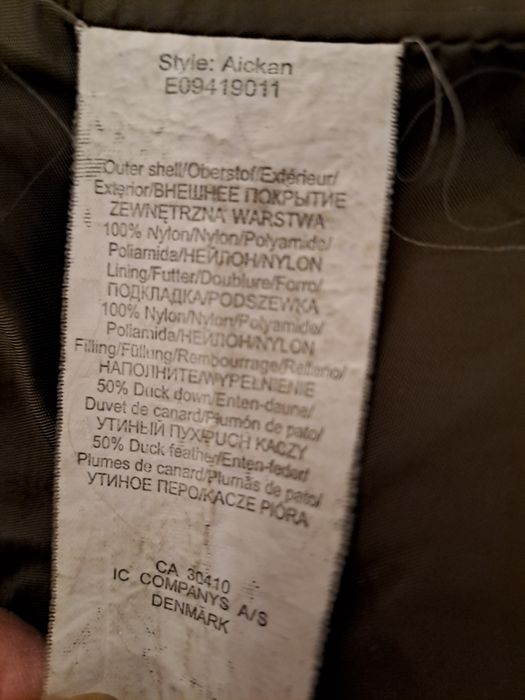 Style: Aickan
E09419011
Outer shell/Oberstof/Extérieur/
Exterior/ВНЕШНЕЕ ПОКРЫТИЕ
ZEWNĘTRZNA WARSTWA
100% Nylon/Nylon/Polyamide/
Poliamida/НЕЙЛОН/NYLON
Lining/Futter/Doublure/Forro/
ПОДКЛАДКА/PODSZEWKA
100% Nylon/Nylon/Polyamide/
Poliamida/НЕЙЛОН/NYLON
Filling/Füllung/Rembourrage/Relleno/
НАПОЛНИТЕ/WYPEŁNIENIE
50% Duck down/Enten-daune/
Duvet de canard/Plumón de pato/
УТИНЫЙ ПУХ/PUCH KACZY
50% Duck feather/Enten-feder/
Plumes de canard/Plumas de pato/
УТИНОЕ ПЕРО/KACZE PIÓRA
CA 30410
IC COMPANYS A/S
DENMARK